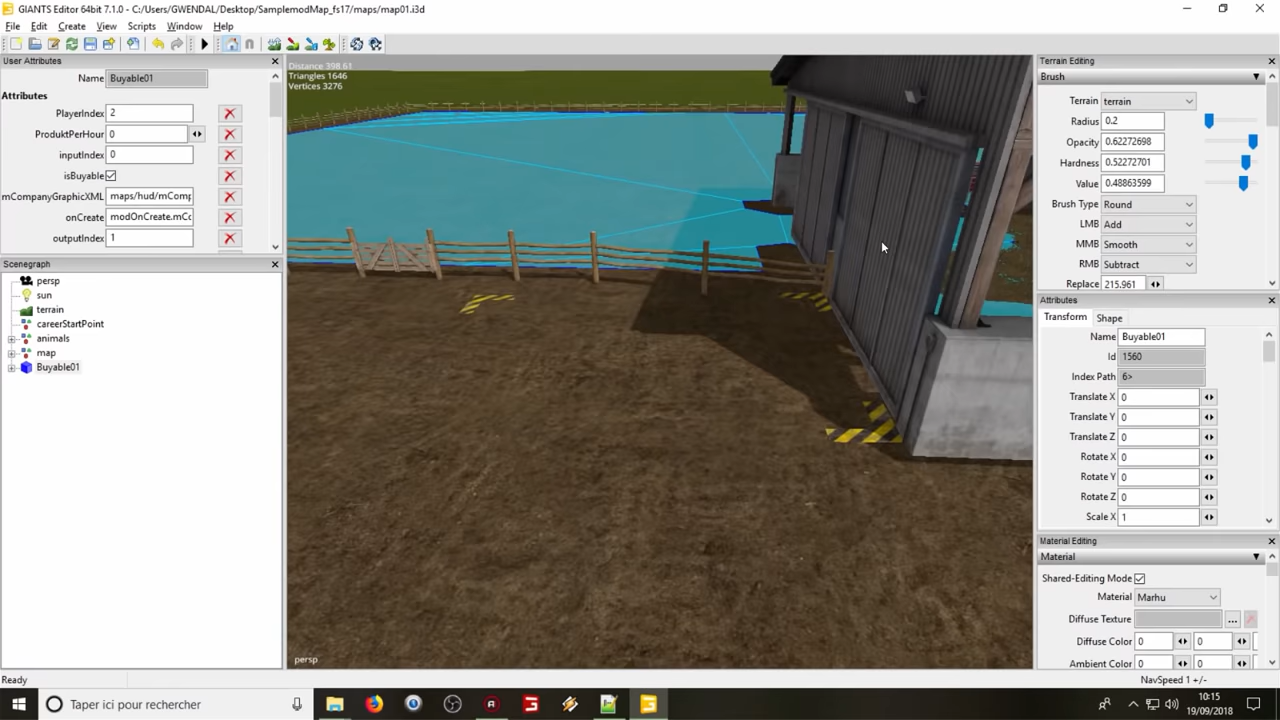 GIANTS Editor 64bit 7.1.0 - C:/Users/GWENDAL/Desktop/SamplemodMap_fs17/maps/map01.i3d
File Edit Create View Scripts Window Help
User Attributes
Name Buyable01
Attributes
PlayerIndex 2
ProduktPerHour 0
inputIndex 0
isBuyable
mCompanyGraphicXML maps/hud/mComp
onCreate modOnCreate.mCc
outputIndex 1
Scenegraph
persp
sun
terrain
careerStartPoint
animals
map
Buyable01
Distance 398.61
Triangles 1646
Vertices 3276
persp
Terrain Editing
Brush
Terrain terrain
Radius 0.2
Opacity 0.62272698
Hardness 0.52272701
Value 0.48863599
Brush Type Round
LMB Add
MMB Smooth
RMB Subtract
Replace 215.961
Attributes
Transform Shape
Name Buyable01
Id 1560
Index Path 6>
Translate X 0
Translate Y 0
Translate Z 0
Rotate X 0
Rotate Y 0
Rotate Z 0
Scale X 1
Material Editing
Material
Shared-Editing Mode
Material Marhu
Diffuse Texture ...
Diffuse Color 0 0
Ambient Color 0 0
Ready
NavSpeed 1 +/-
Taper ici pour rechercher
10:15
19/09/2018